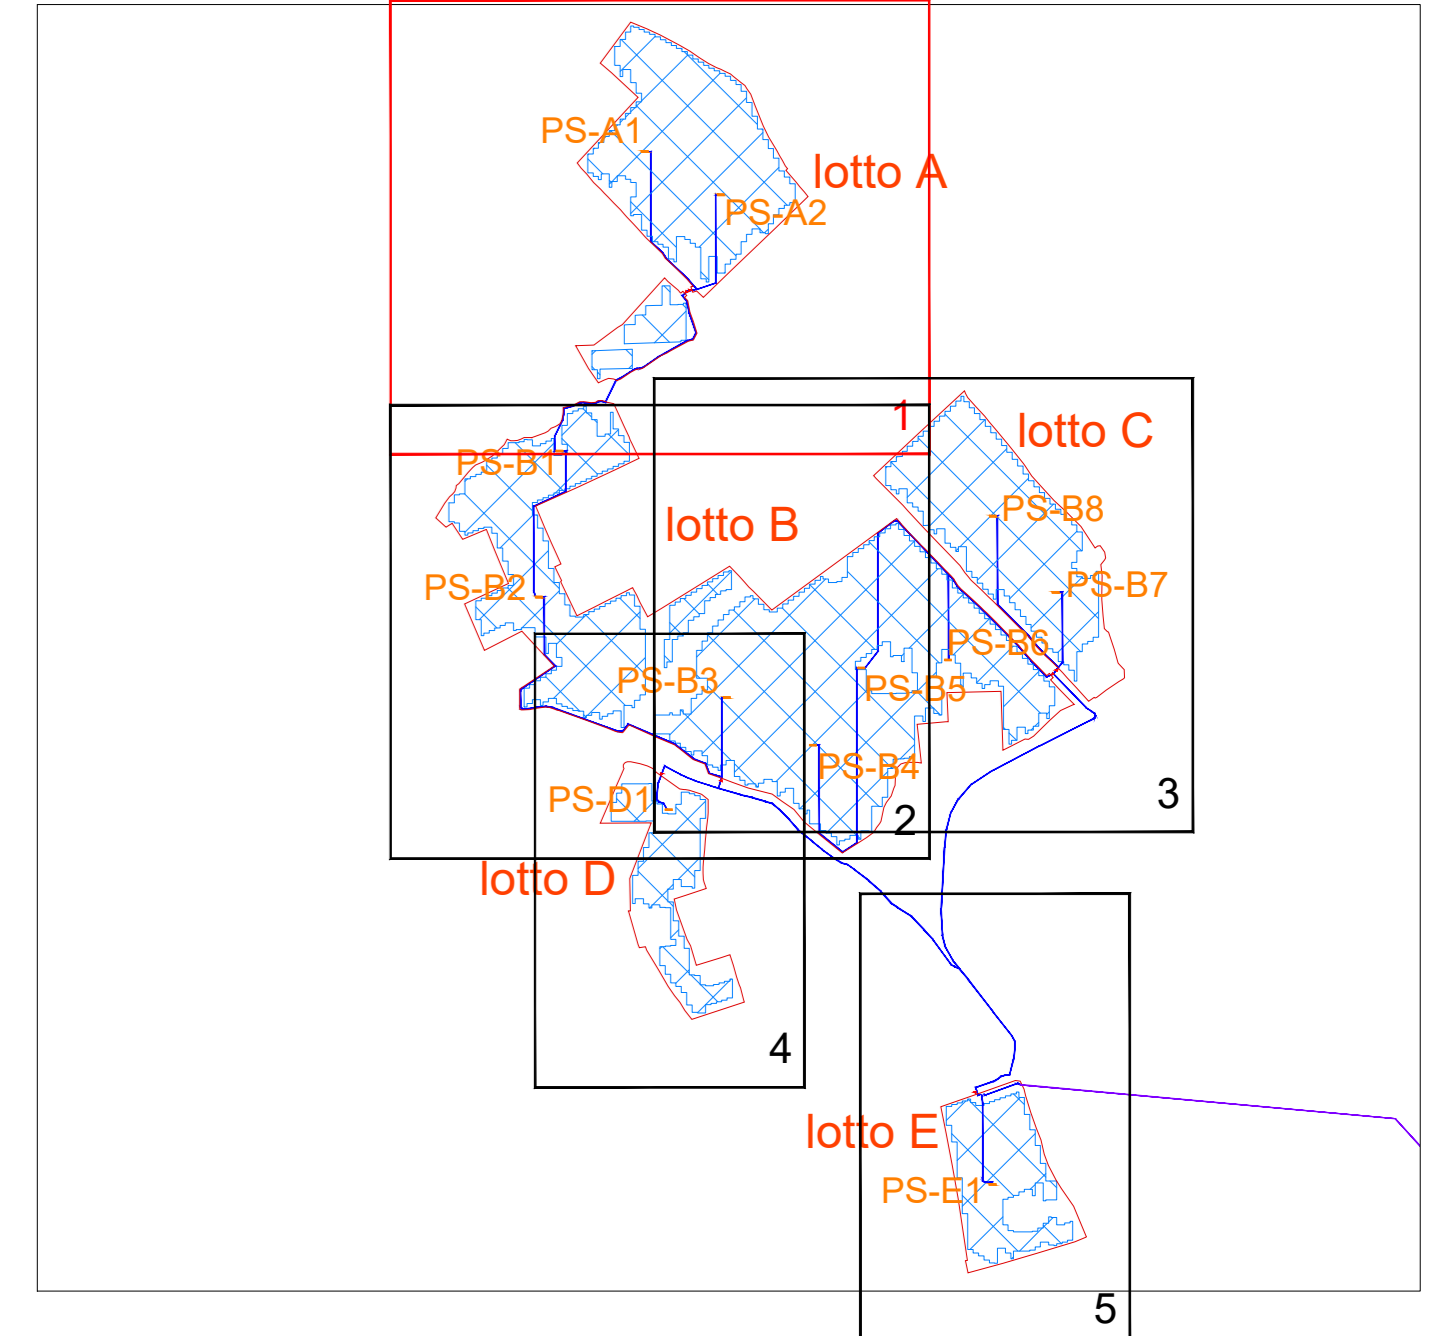 PS-A1
lotto A
PS-A2
1
lotto C
PS-B1
PS-B8
lotto B
PS-B2
PS-B7
PS-B6
PS-B3
PS-B5
PS-B4
3
PS-D1
2
lotto D
4
lotto E
PS-E1
5